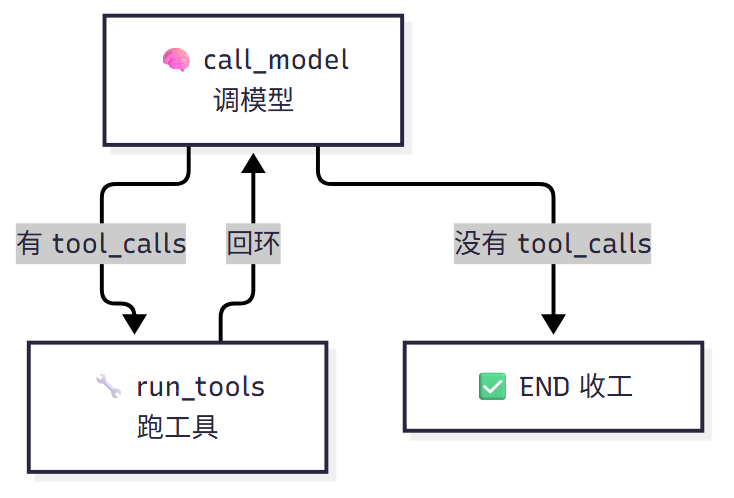 🧠 call_model
调模型
有 tool_calls
回环
没有 tool_calls
🔧 run_tools
跑工具
✅ END 收工